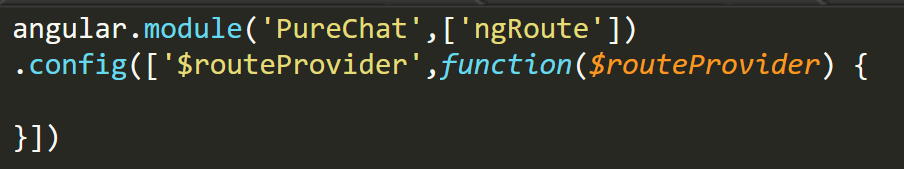 angular.module('PureChat',['ngRoute'])
.config(['$routeProvider',function($routeProvider) {
}])